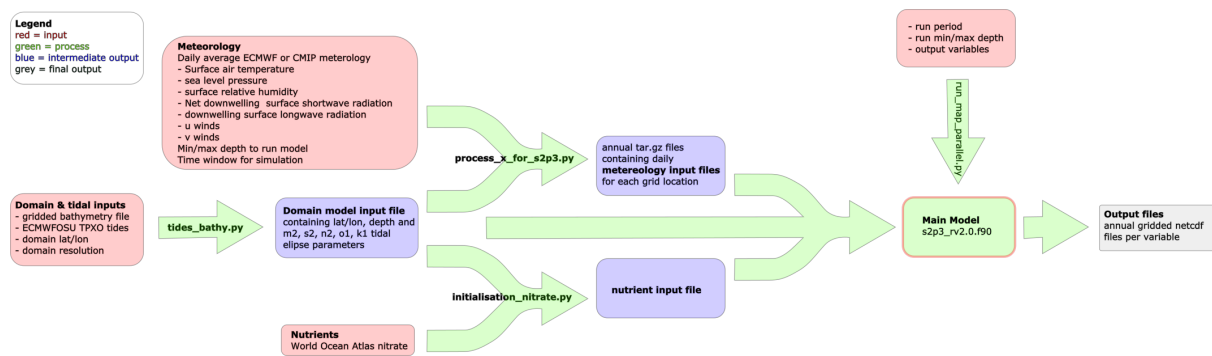 Legend
red = input
green = process
blue = intermediate output
grey = final output
Meteorology
Daily average ECMWF or CMIP meterology
- Surface air temperature
- sea level pressure
- surface relative humidity
- Net downwelling surface shortwave radiation
- downwelling surface longwave radiation
- u winds
- v winds
Min/max depth to run model
Time window for simulation
- run period
- run min/max depth
- output variables
run_map_parallel.py
process_x_for_s2p3.py
annual tar.gz files
containing daily
metereology input files
for each grid location
Domain & tidal inputs
- gridded bathymetry file
- ECMWFOSU TPXO tides
- domain lat/lon
- domain resolution
tides_bathy.py
Domain model input file
containing lat/lon, depth and
m2, s2, n2, o1, k1 tidal
elipse parameters
Main Model
s2p3_rv2.0.f90
Output files
annual gridded netcdf
files per variable
initialisation_nitrate.py
nutrient input file
Nutrients
World Ocean Atlas nitrate